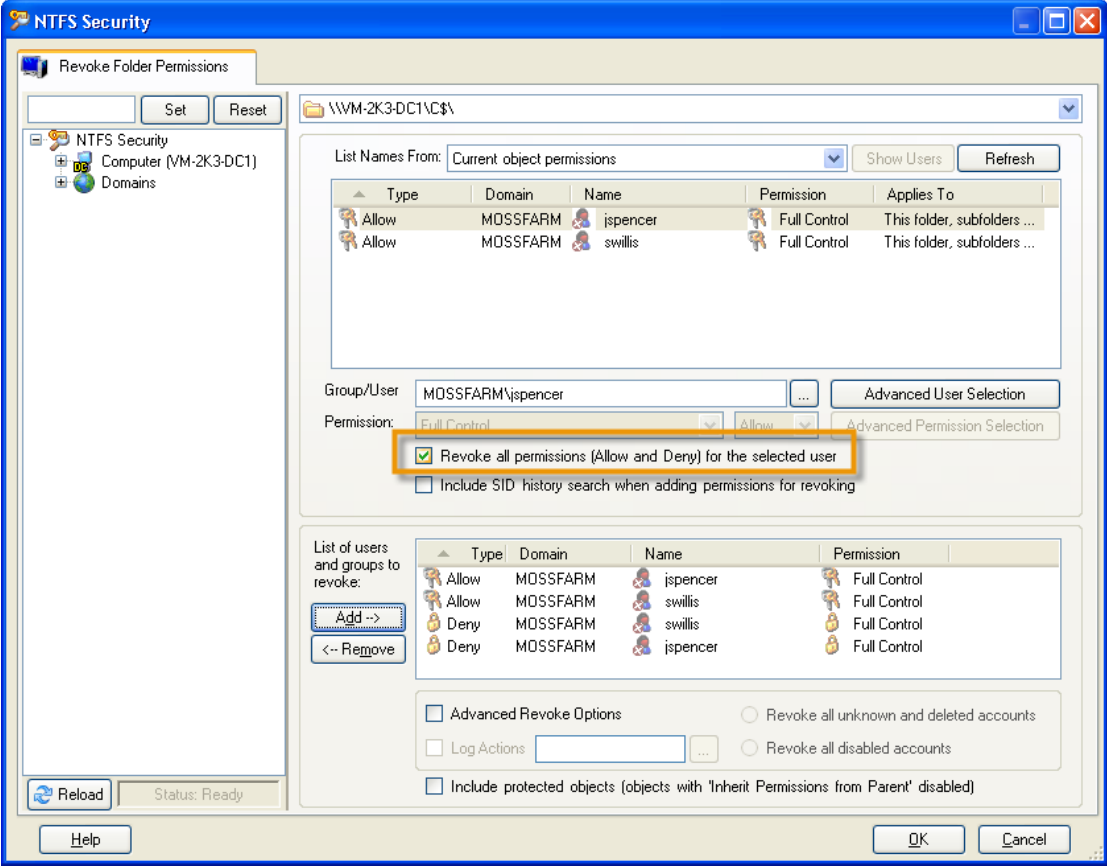 NTFS Security
Revoke Folder Permissions
Set Reset
NTFS Security
Computer (VM-2K3-DC1)
Domains
\\VM-2K3-DC1\C$\
List Names From: Current object permissions Show Users Refresh
Type Domain Name Permission Applies To
Allow MOSSFARM jspencer Full Control This folder, subfolders ...
Allow MOSSFARM swillis Full Control This folder, subfolders ...
Group/User MOSSFARM\jspencer ... Advanced User Selection
Permission: Full Control Allow Advanced Permission Selection
Revoke all permissions (Allow and Deny) for the selected user
Include SID history search when adding permissions for revoking
List of users
and groups to
revoke:
Add -->
<-- Remove
Type Domain Name Permission
Allow MOSSFARM jspencer Full Control
Allow MOSSFARM swillis Full Control
Deny MOSSFARM swillis Full Control
Deny MOSSFARM jspencer Full Control
Advanced Revoke Options Revoke all unknown and deleted accounts
Log Actions ... Revoke all disabled accounts
Include protected objects (objects with 'Inherit Permissions from Parent' disabled)
Reload Status: Ready
Help OK Cancel